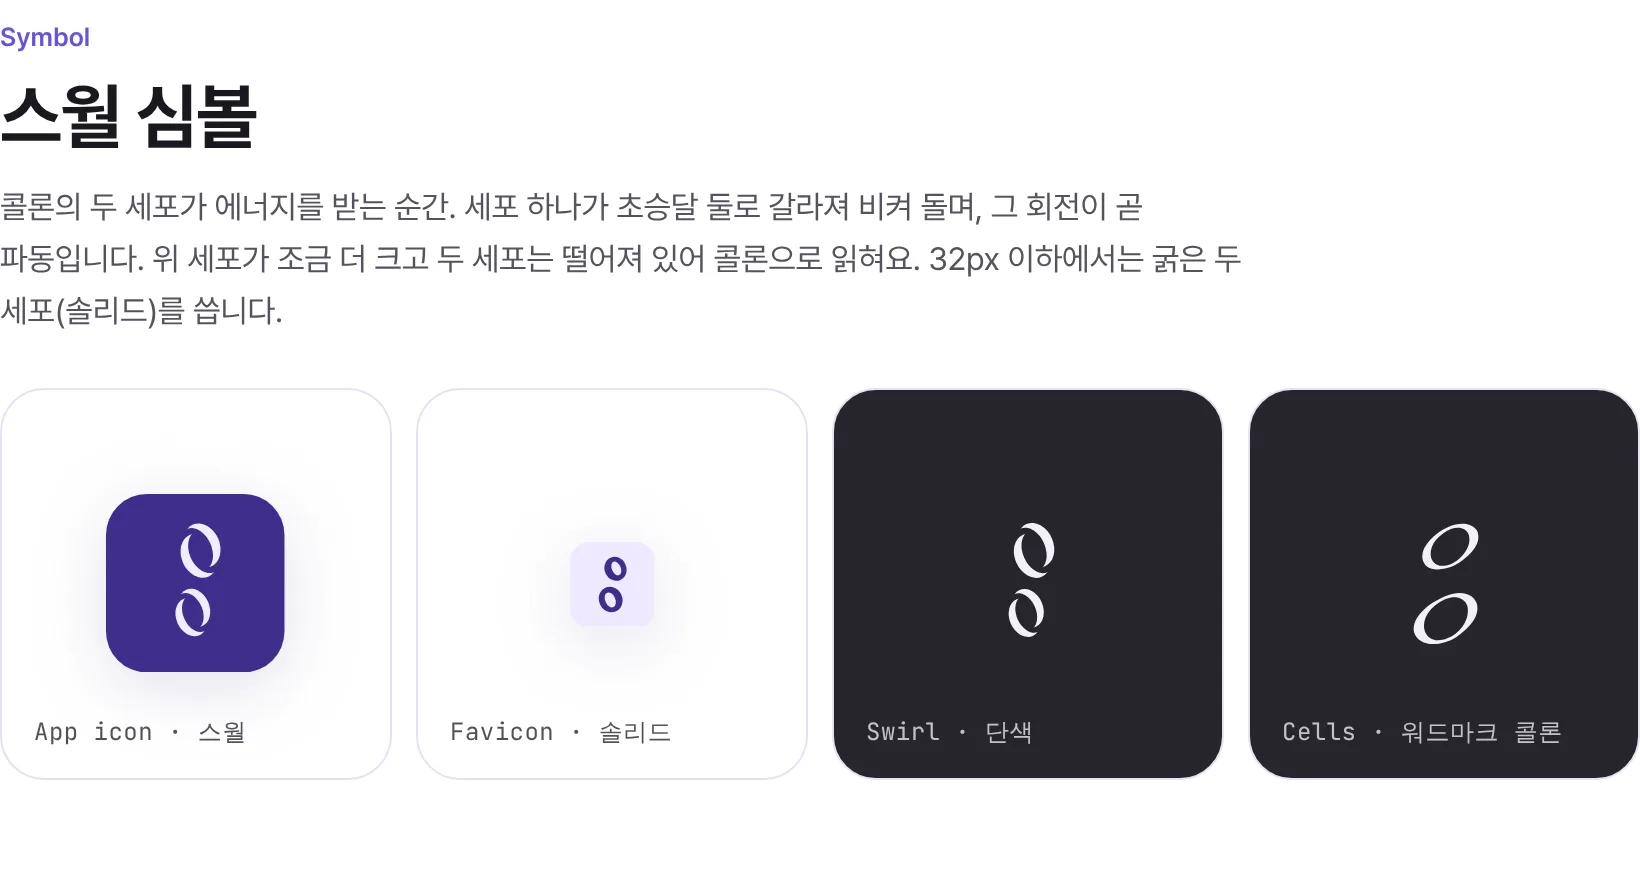 Symbol
스월 심볼
콜론의 두 세포가 에너지를 받는 순간. 세포 하나가 초승달 둘로 갈라져 비켜 돌며, 그 회전이 곧
파동입니다. 위 세포가 조금 더 크고 두 세포는 떨어져 있어 콜론으로 읽혀요. 32px 이하에서는 굵은 두
세포(솔리드)를 씁니다.
App icon · 스월
Favicon · 솔리드
Swirl · 단색
Cells · 워드마크 콜론